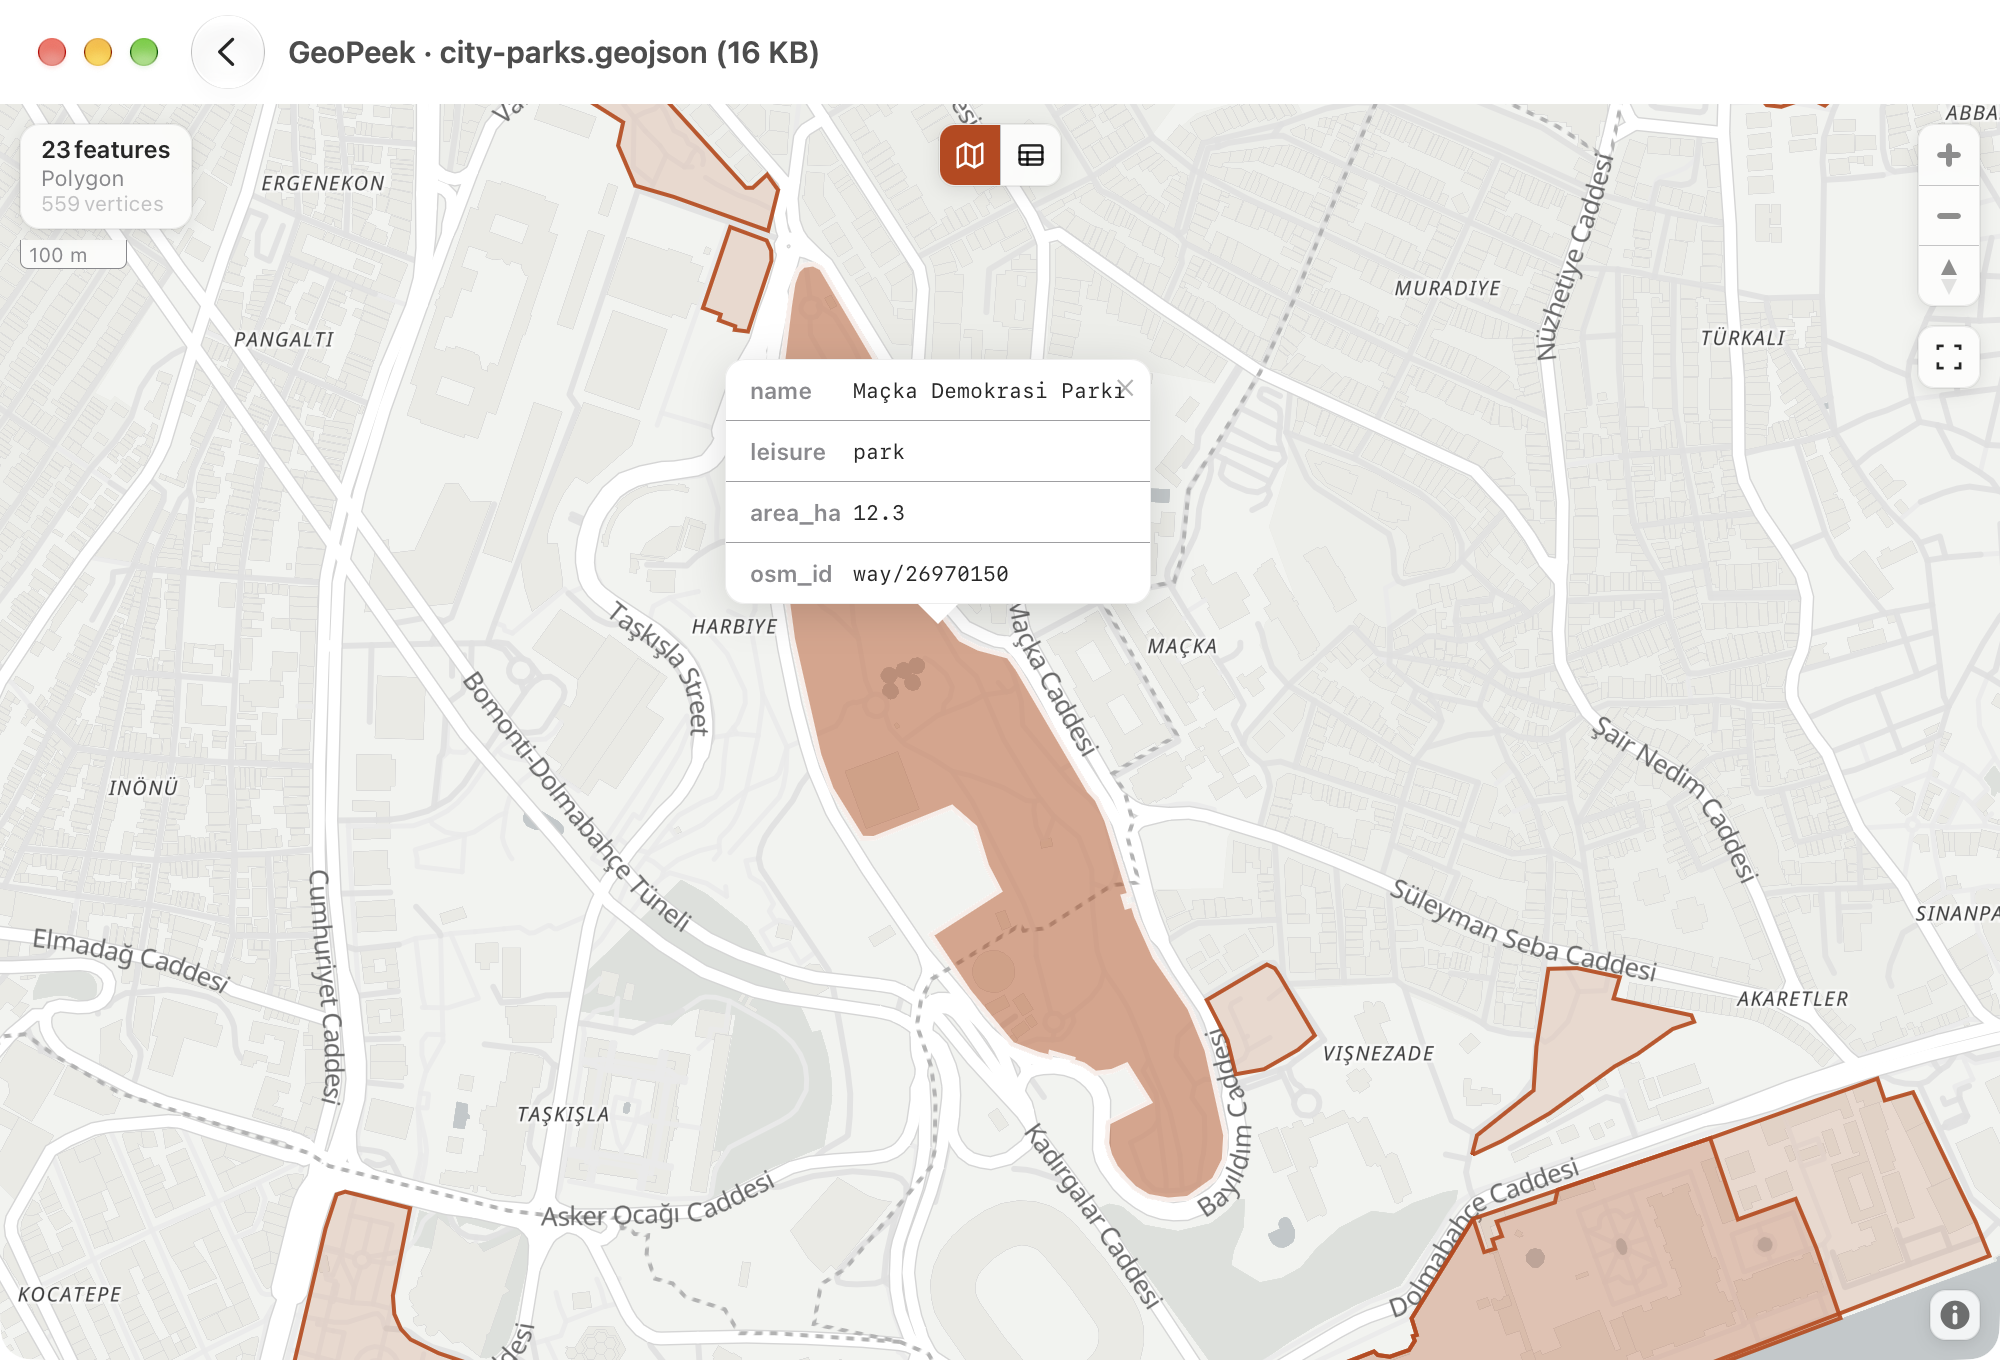 GeoPeek · city-parks.geojson (16 KB)
23 features
Polygon
559 vertices
100 m
ERGENEKON
PANGALTI
ABBA
MURADIYE
TÜRKALI
Nüzhetiye Caddesi
name Maçka Demokrasi Parkı
leisure park
area_ha 12.3
osm_id way/26970150
HARBIYE
Taşkışla Street
Maçka Caddesi
MAÇKA
Bomonti-Dolmabahçe Tüneli
INÖNÜ
Şair Nedim Caddesi
Cumhuriyet Caddesi
Elmadağ Caddesi
Süleyman Seba Caddesi
SINANPA
AKARETLER
VIŞNEZADE
TAŞKIŞLA
Bayıldım Caddesi
Kadırgalar Caddesi
Asker Ocağı Caddesi
Dolmabahçe Caddesi
KOCATEPE
ddesi